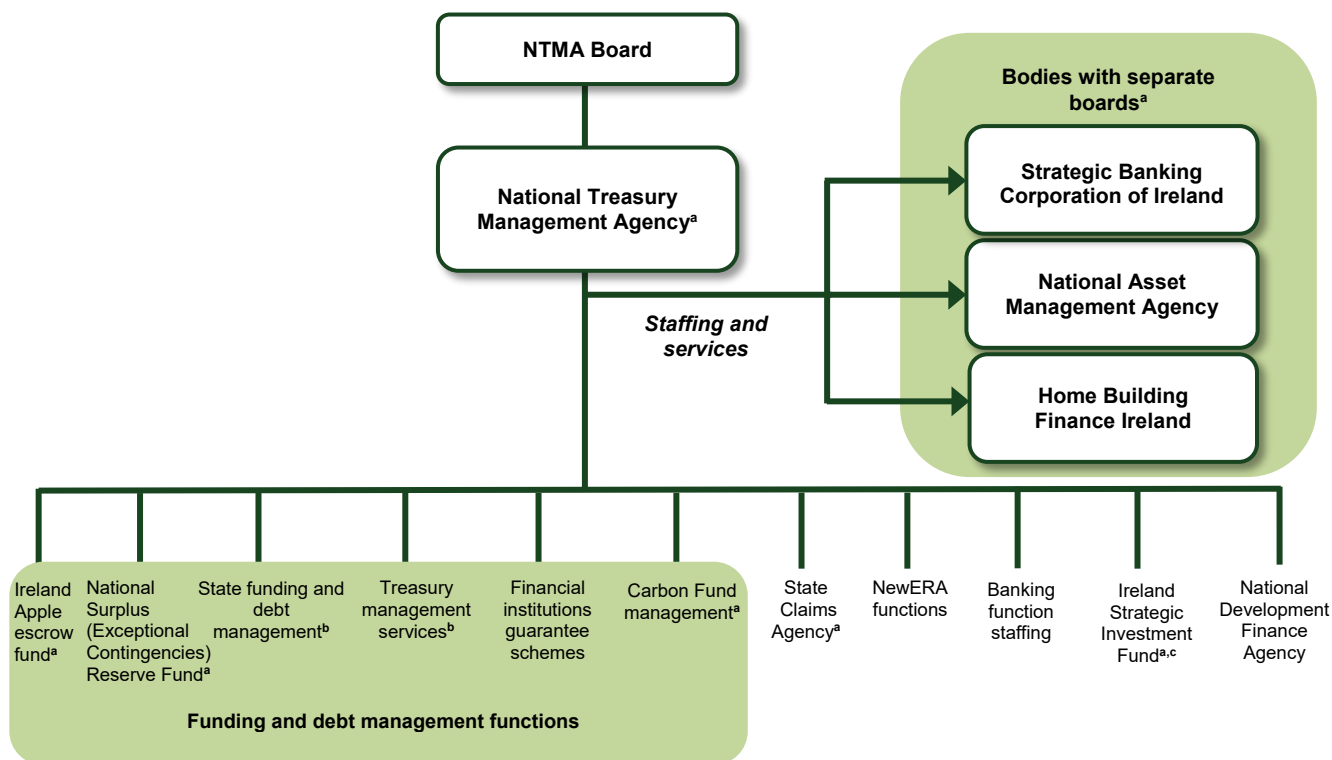 NTMA Board
National Treasury
Management Agencyª
Staffing and
services
Bodies with separate
boardsª
Strategic Banking
Corporation of Ireland
National Asset
Management Agency
Home Building
Finance Ireland
Ireland
Apple
escrow
fundª
National
Surplus
(Exceptional
Contingencies)
Reserve Fundª
State funding and
debt
managementᵇ
Treasury
management
servicesᵇ
Financial
institutions
guarantee
schemes
Carbon Fund
managementª
State
Claims
Agencyª
NewERA
functions
Banking
function
staffing
Ireland
Strategic
Investment
Fundª,ᶜ
National
Development
Finance
Agency
Funding and debt management functions